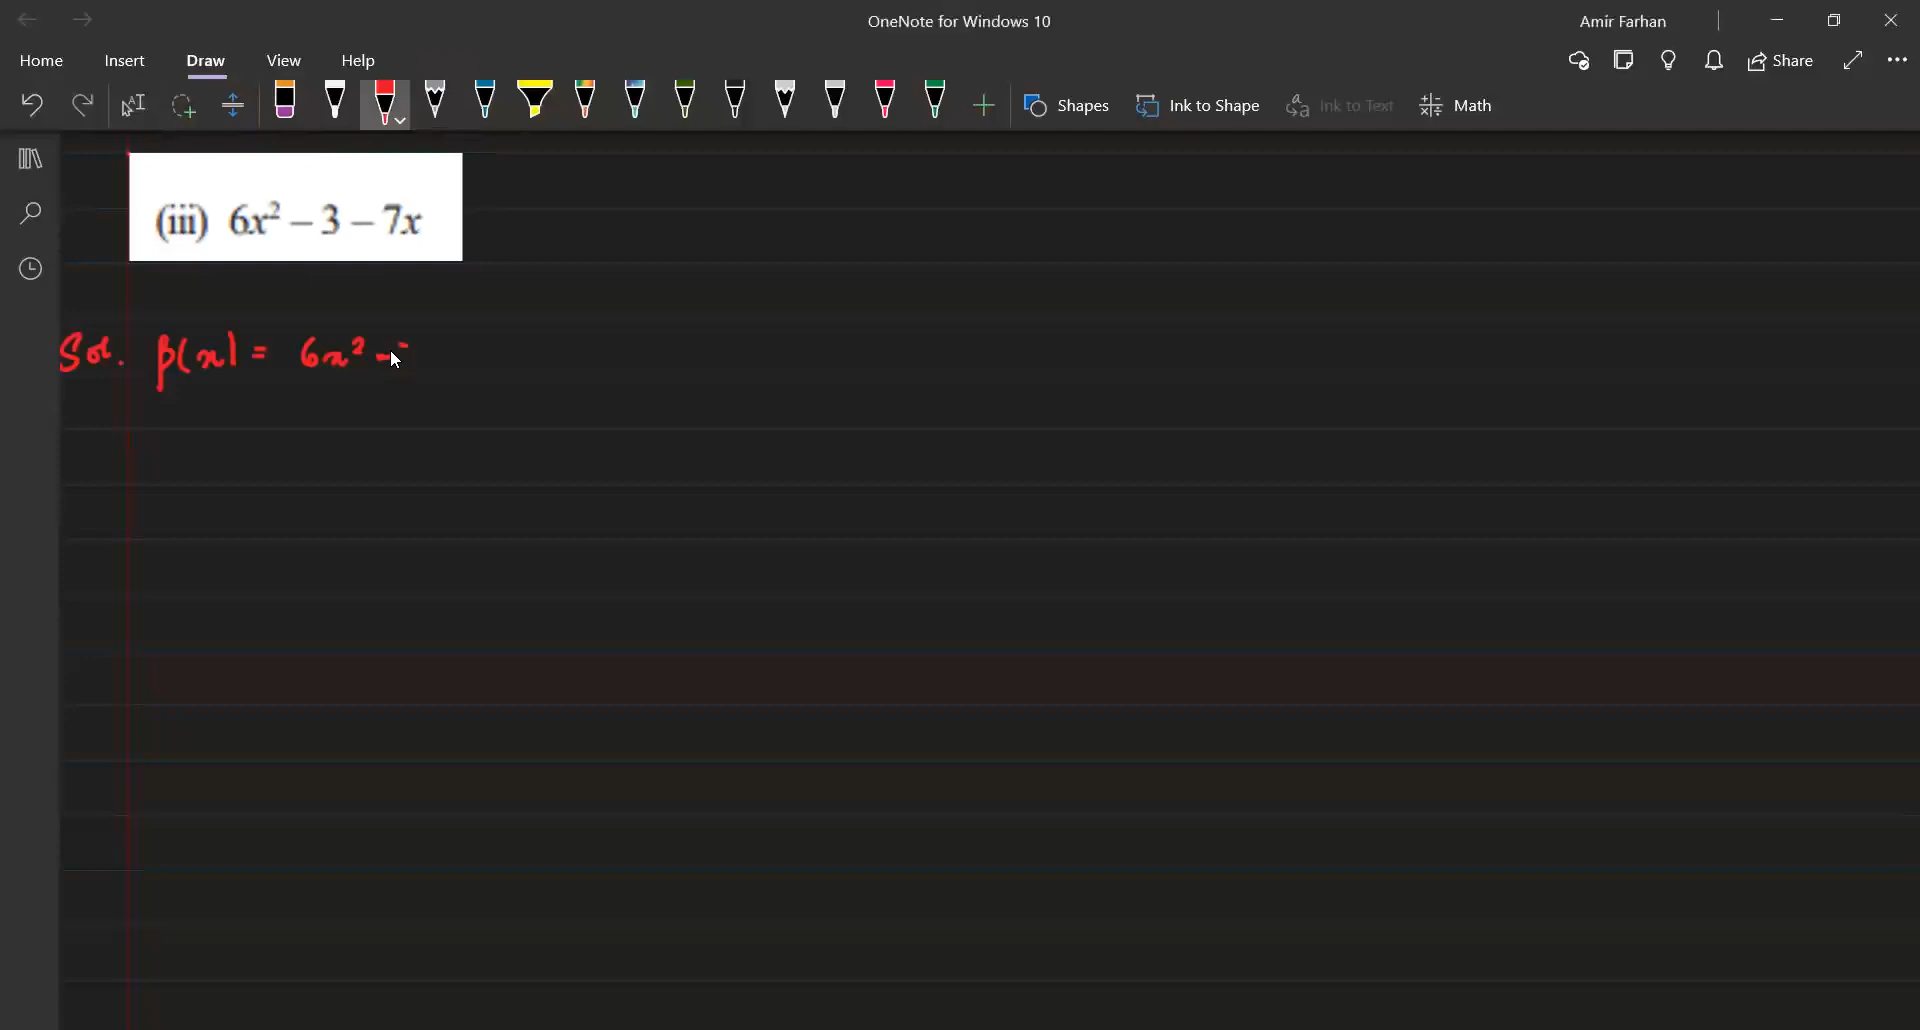 OneNote for Windows 10
Amir Farhan
Home Insert Draw View Help
Share
Shapes Ink to Shape Ink to Text Math
(iii) 6x² – 3 – 7x
Sol. p(x) = 6x² -